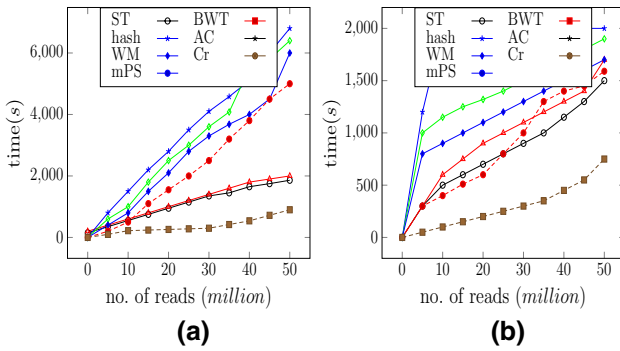 ST BWT
hash AC
WM Cr
mPS
6,000
4,000
2,000
0
time(s)
0 10 20 30 40 50
no. of reads (million)
(a)
ST BWT
hash AC
WM Cr
mPS
2,000
1,500
1,000
500
0
time(s)
0 10 20 30 40 50
no. of reads (million)
(b)